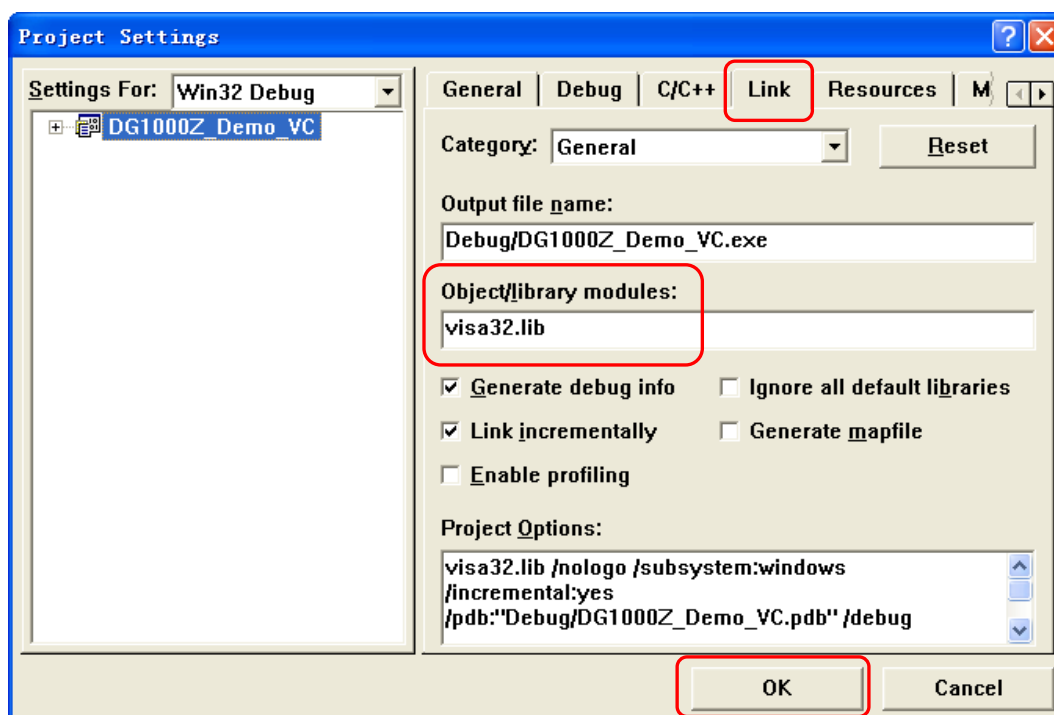 Project Settings
Settings For: Win32 Debug
DG1000Z_Demo_VC
General Debug C/C++ Link Resources M
Category: General Reset
Output file name:
Debug/DG1000Z_Demo_VC.exe
Object/library modules:
visa32.lib
Generate debug info Ignore all default libraries
Link incrementally Generate mapfile
Enable profiling
Project Options:
visa32.lib /nologo /subsystem:windows
/incremental:yes
/pdb:"Debug/DG1000Z_Demo_VC.pdb" /debug
OK Cancel